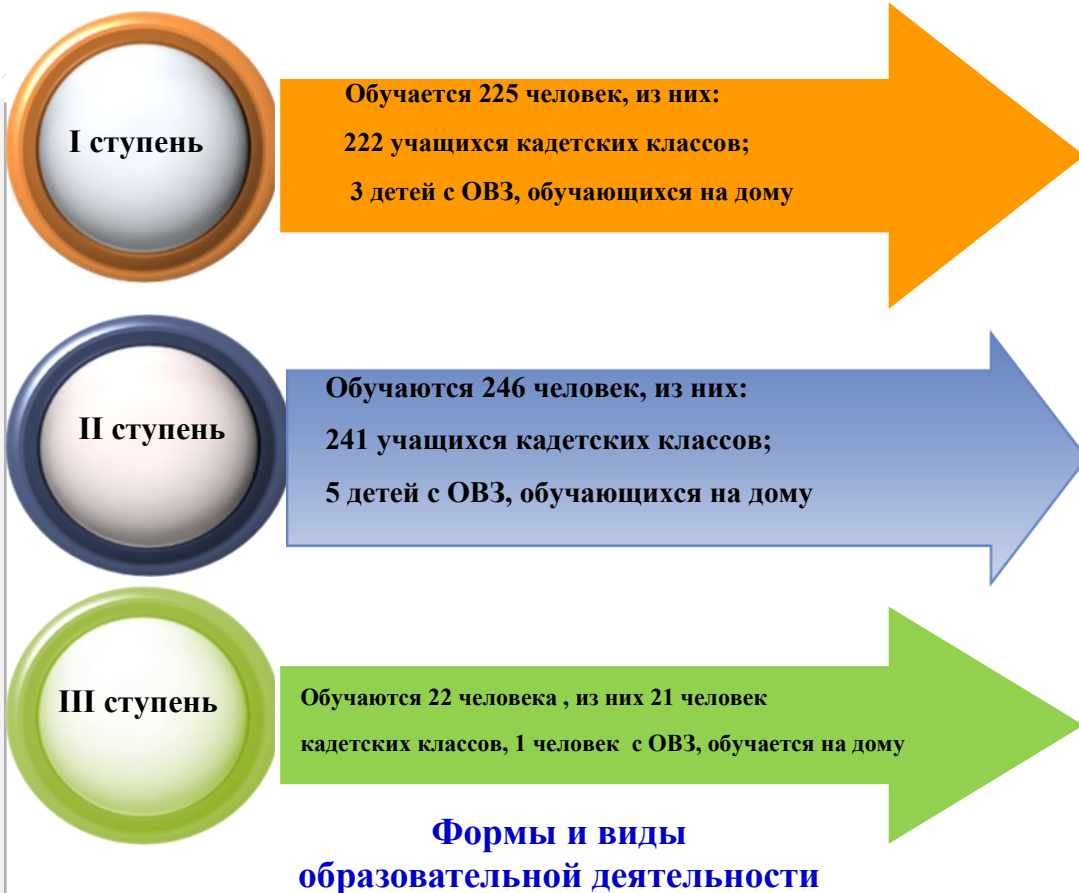 I ступень
Обучается 225 человек, из них:
222 учащихся кадетских классов;
3 детей с ОВЗ, обучающихся на дому
II ступень
Обучаются 246 человек, из них:
241 учащихся кадетских классов;
5 детей с ОВЗ, обучающихся на дому
III ступень
Обучаются 22 человека , из них 21 человек
кадетских классов, 1 человек с ОВЗ, обучается на дому
Формы и виды
образовательной деятельности